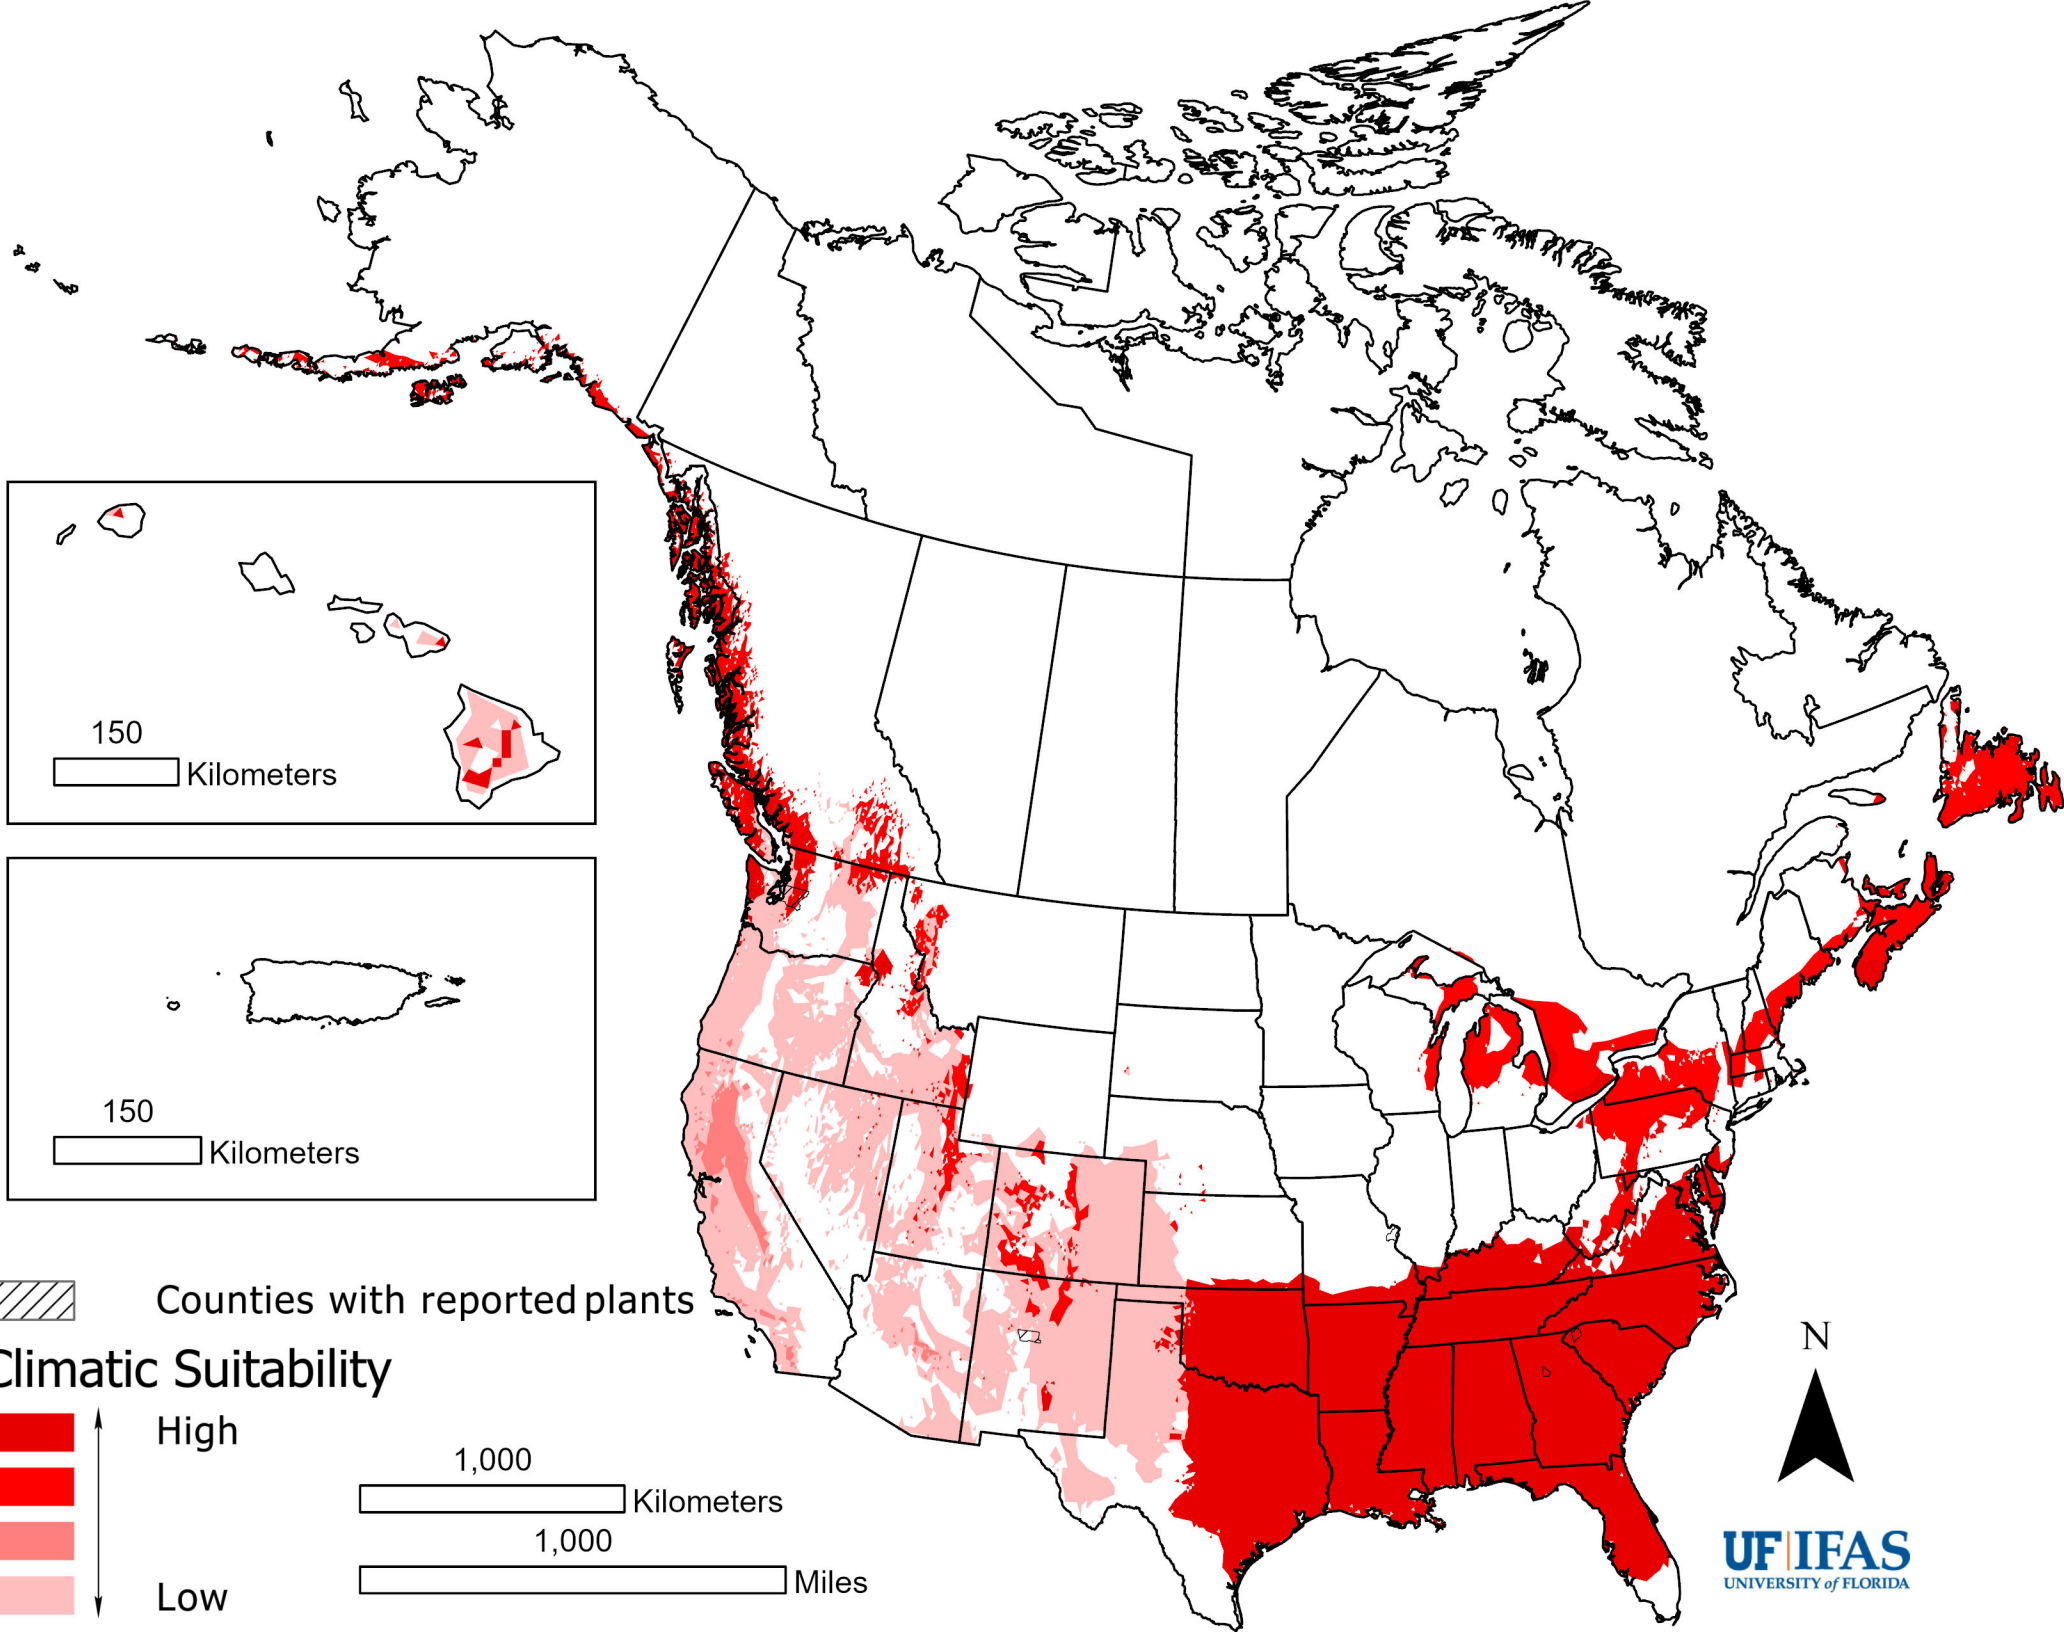 150
Kilometers
150
Kilometers
Counties with reported plants
Climatic Suitability
High
Low
1,000
Kilometers
1,000
Miles
N
UF|IFAS
UNIVERSITY of FLORIDA